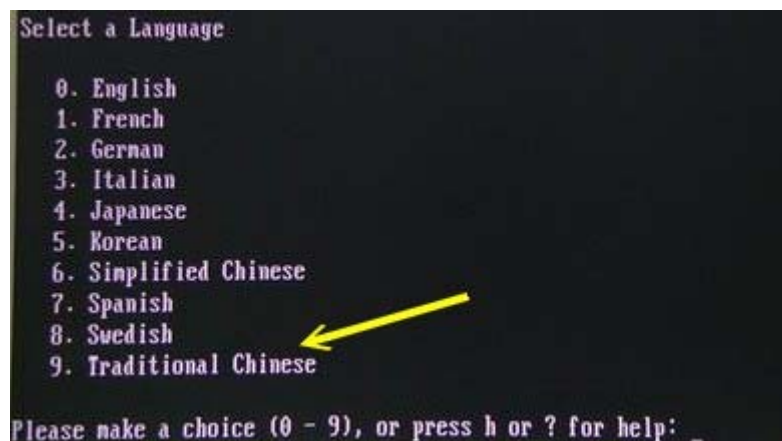 Select a Language
0. English
1. French
2. German
3. Italian
4. Japanese
5. Korean
6. Simplified Chinese
7. Spanish
8. Swedish
9. Traditional Chinese
Please make a choice (0 - 9), or press h or ? for help: _